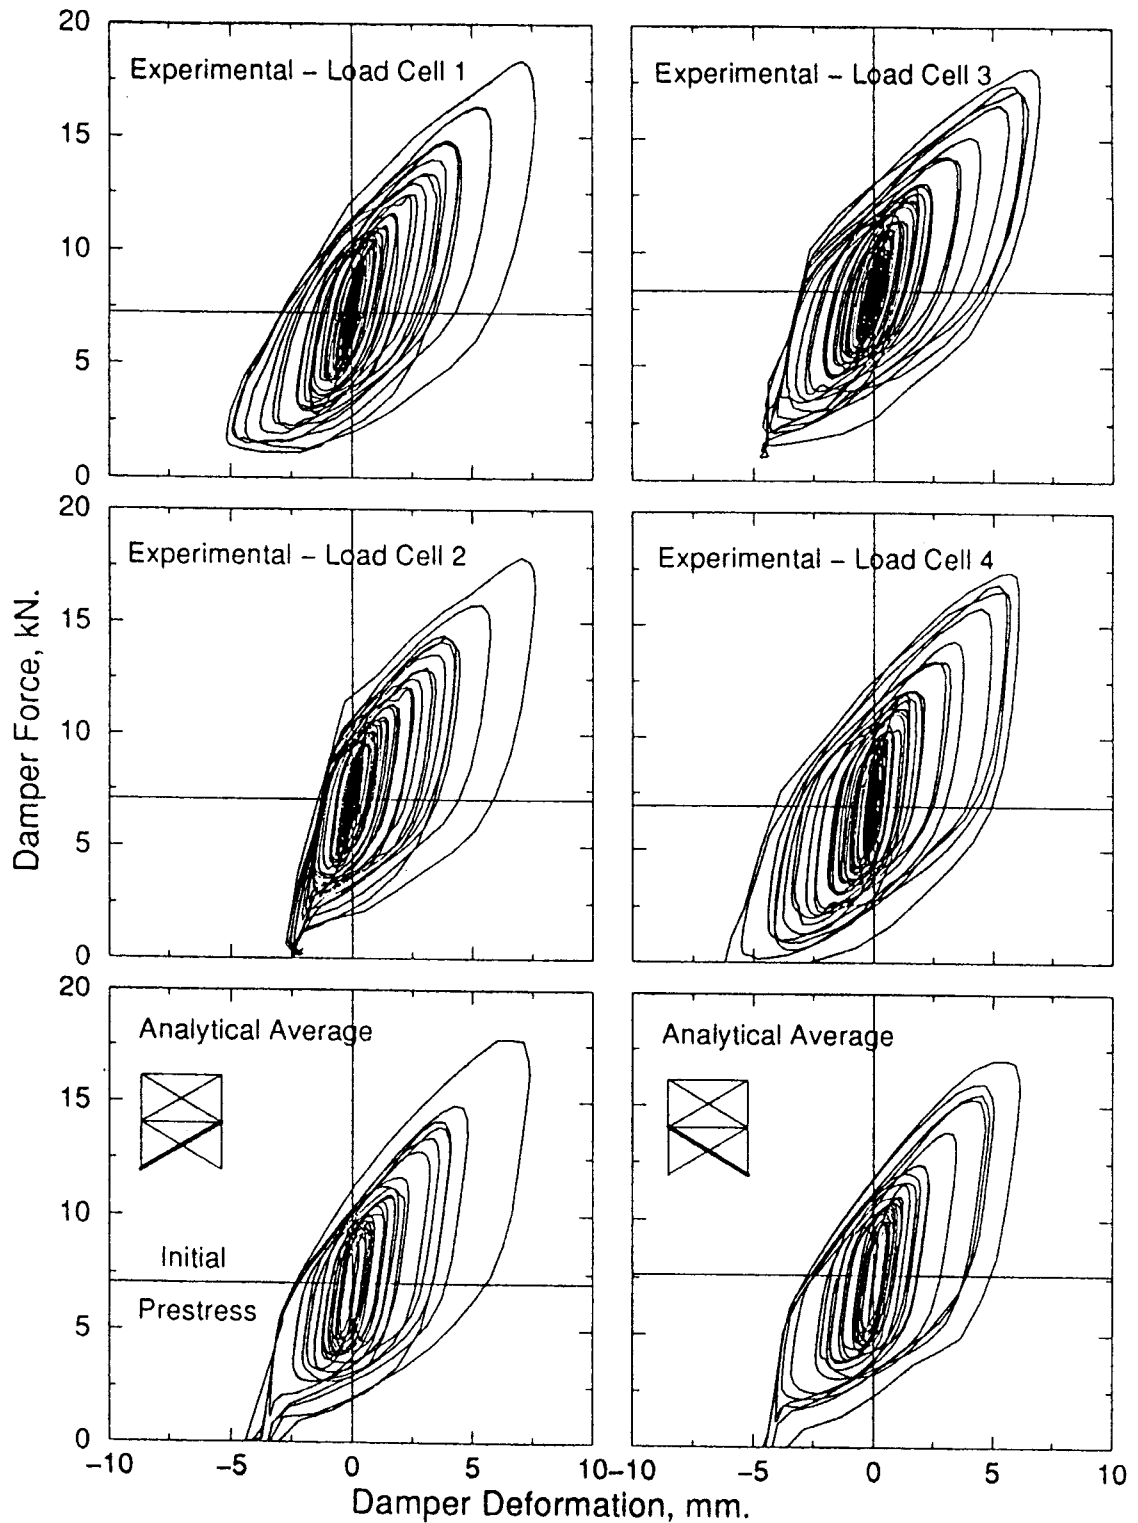 20
15
10
5
0
Experimental – Load Cell 1
Experimental – Load Cell 3
20
15
10
5
0
Experimental – Load Cell 2
Experimental – Load Cell 4
Damper Force, kN.
20
15
10
5
0
Analytical Average
Initial
Prestress
Analytical Average
−10 −5 0 5 10 −10 −5 0 5 10
Damper Deformation, mm.